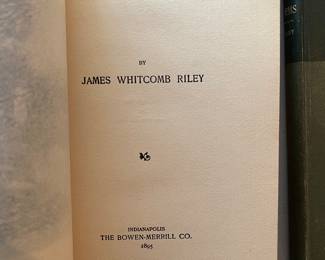 BY
JAMES WHITCOMB RILEY
INDIANAPOLIS
THE BOWEN-MERRILL CO.
1895